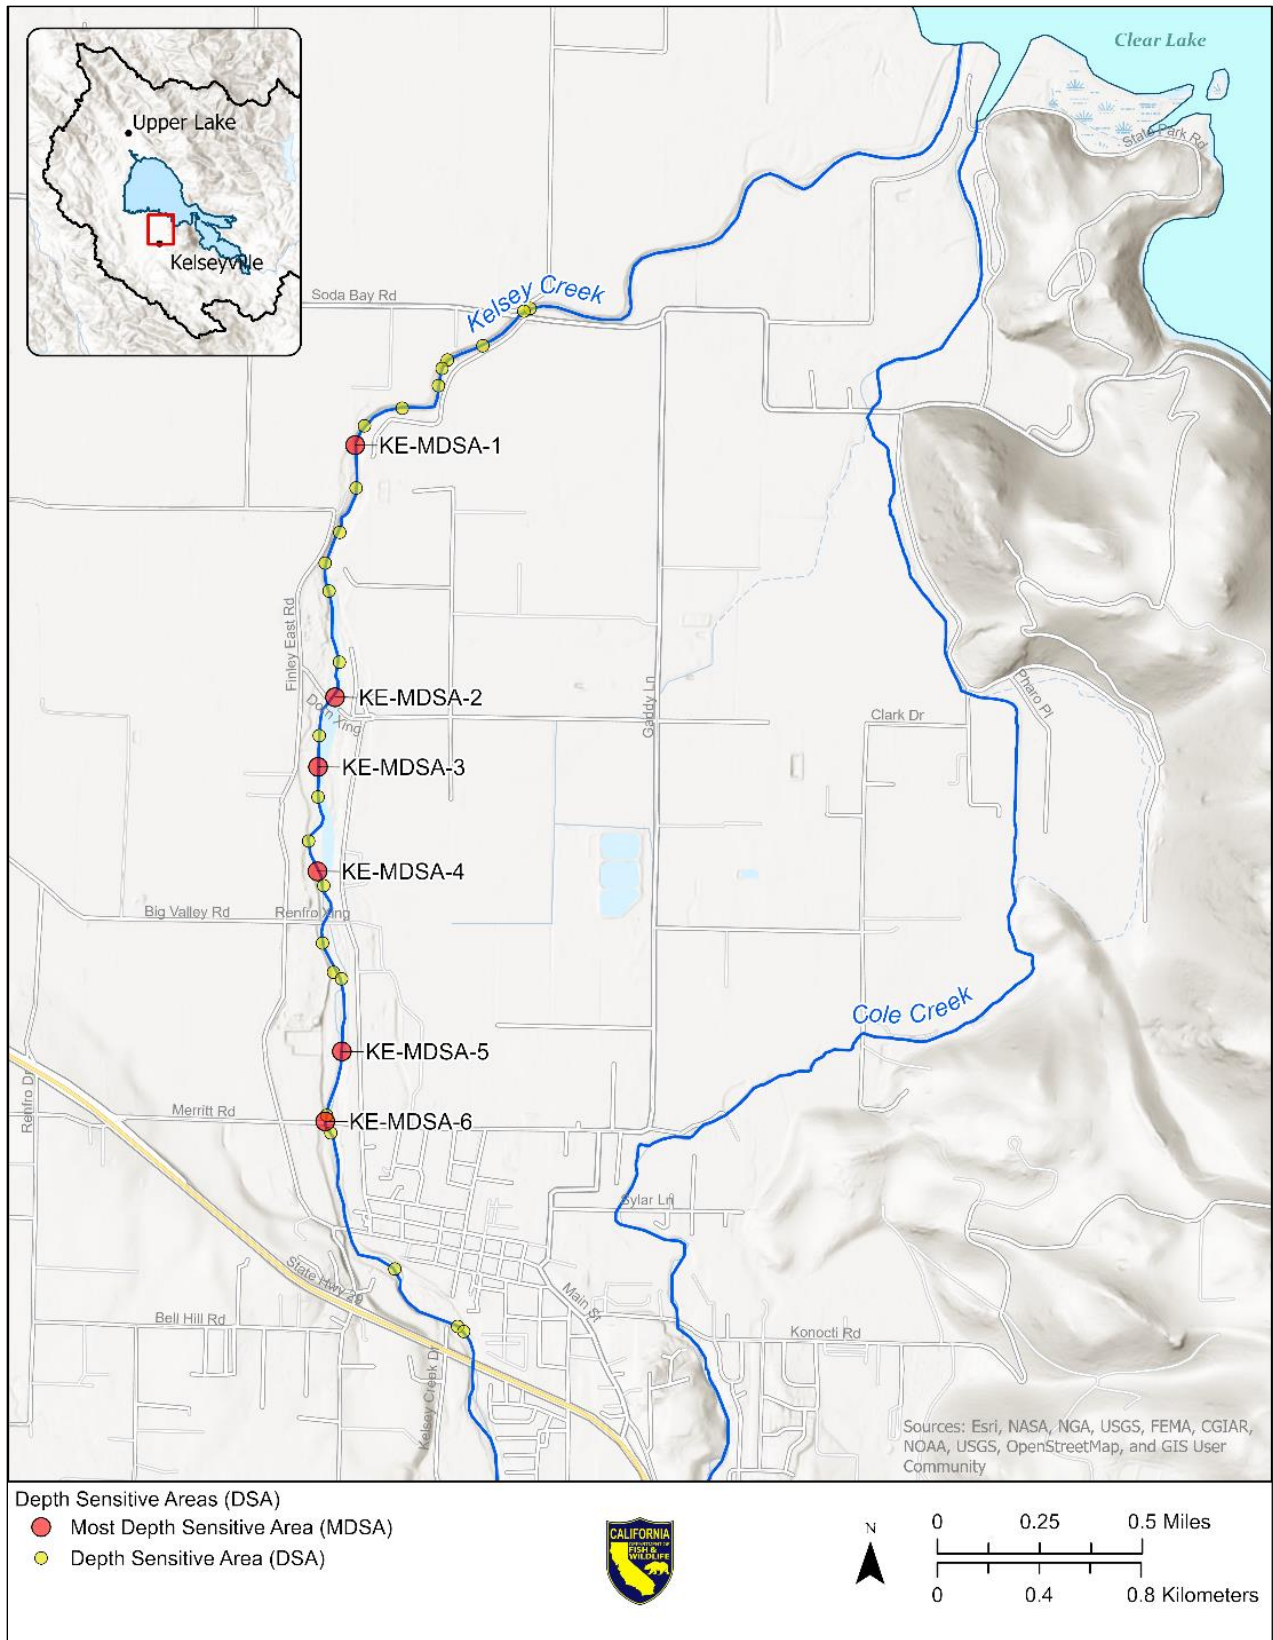 Clear Lake
State Park Rd
Upper Lake
Kelseyville
Soda Bay Rd
Kelsey Creek
KE-MDSA-1
Finley East Rd
KE-MDSA-2
Dorn Xing
Gaddy Ln
Pharo Pl
Clark Dr
KE-MDSA-3
KE-MDSA-4
Big Valley Rd
Renfro Xing
Cole Creek
KE-MDSA-5
Renfro Dr
Merritt Rd
KE-MDSA-6
Sylar Ln
State Hwy 29
Main St
Bell Hill Rd
Konocti Rd
Kelsey Creek Dr
Sources: Esri, NASA, NGA, USGS, FEMA, CGIAR,
NOAA, USGS, OpenStreetMap, and GIS User
Community
Depth Sensitive Areas (DSA)
Most Depth Sensitive Area (MDSA)
Depth Sensitive Area (DSA)
CALIFORNIA
DEPARTMENT OF
FISH &
WILDLIFE
N
0 0.25 0.5 Miles
0 0.4 0.8 Kilometers